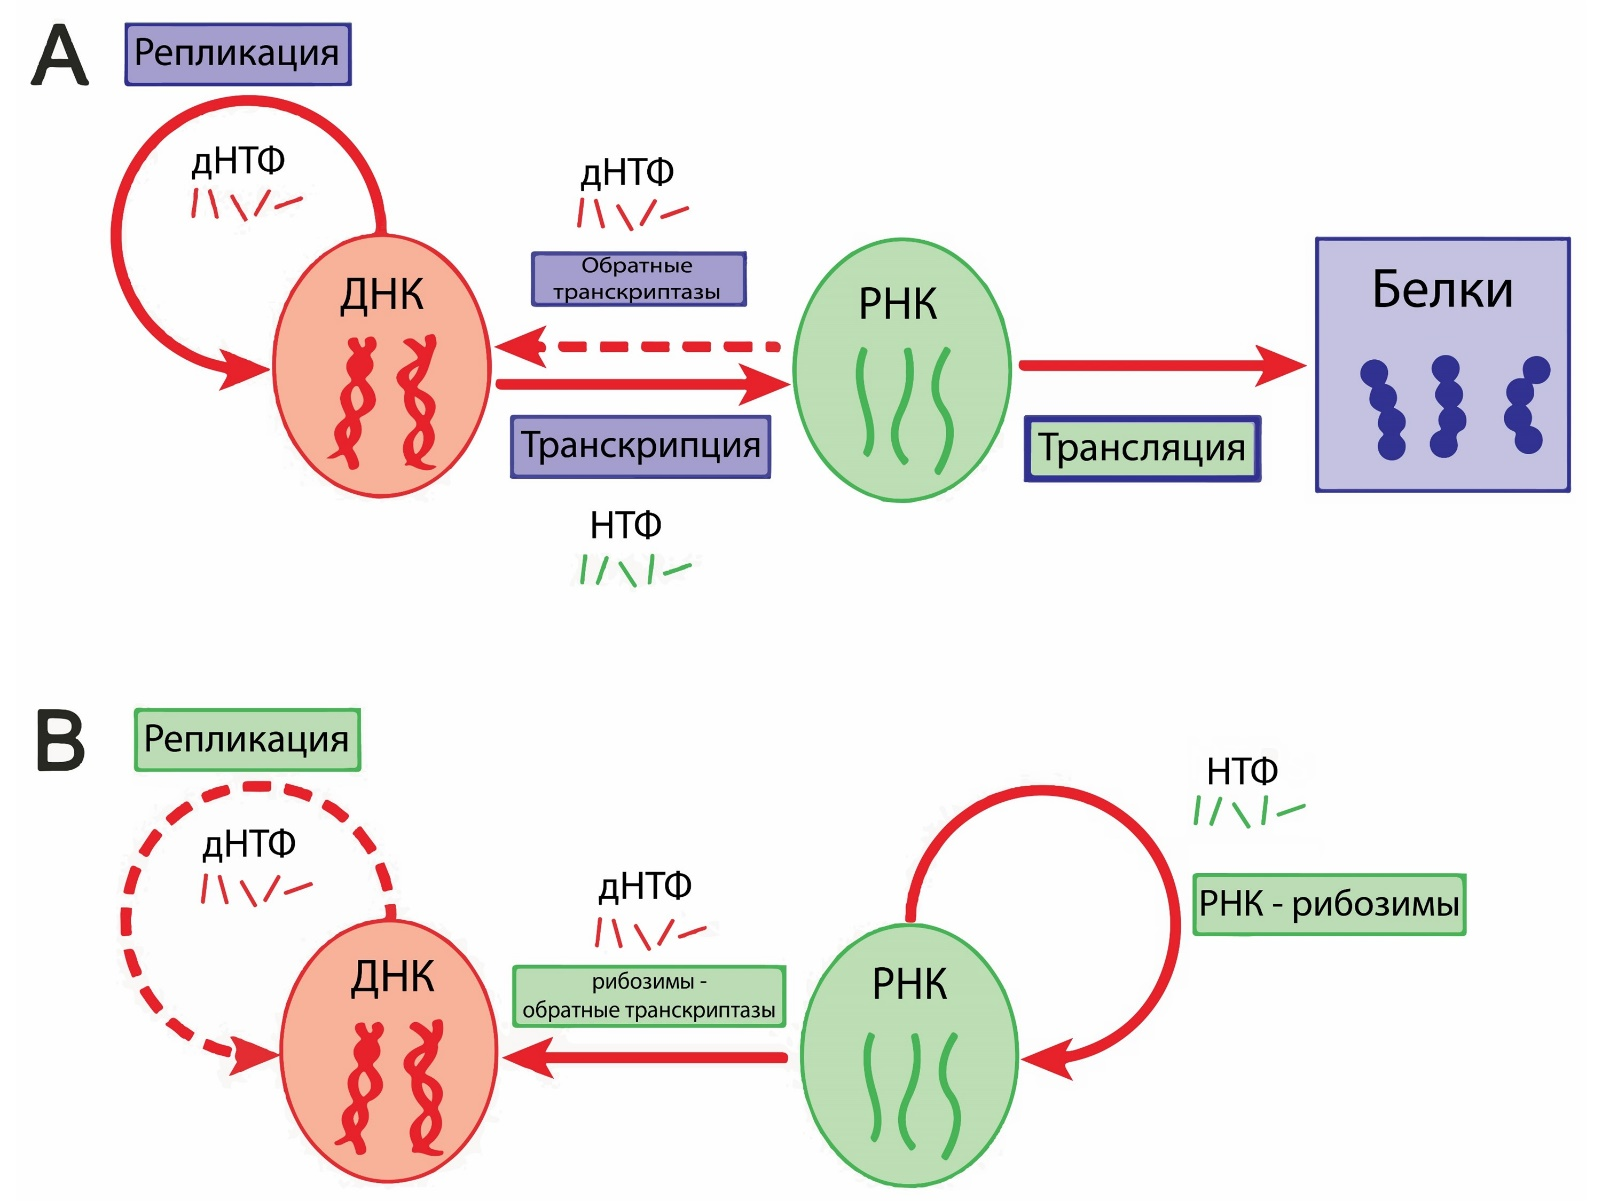 A
Репликация
дНТФ
дНТФ
Обратные
транскриптазы
ДНК
РНК
Белки
Транскрипция
Трансляция
НТФ
B
Репликация
дНТФ
НТФ
дНТФ
РНК - рибозимы
рибозимы -
обратные транскриптазы
ДНК
РНК